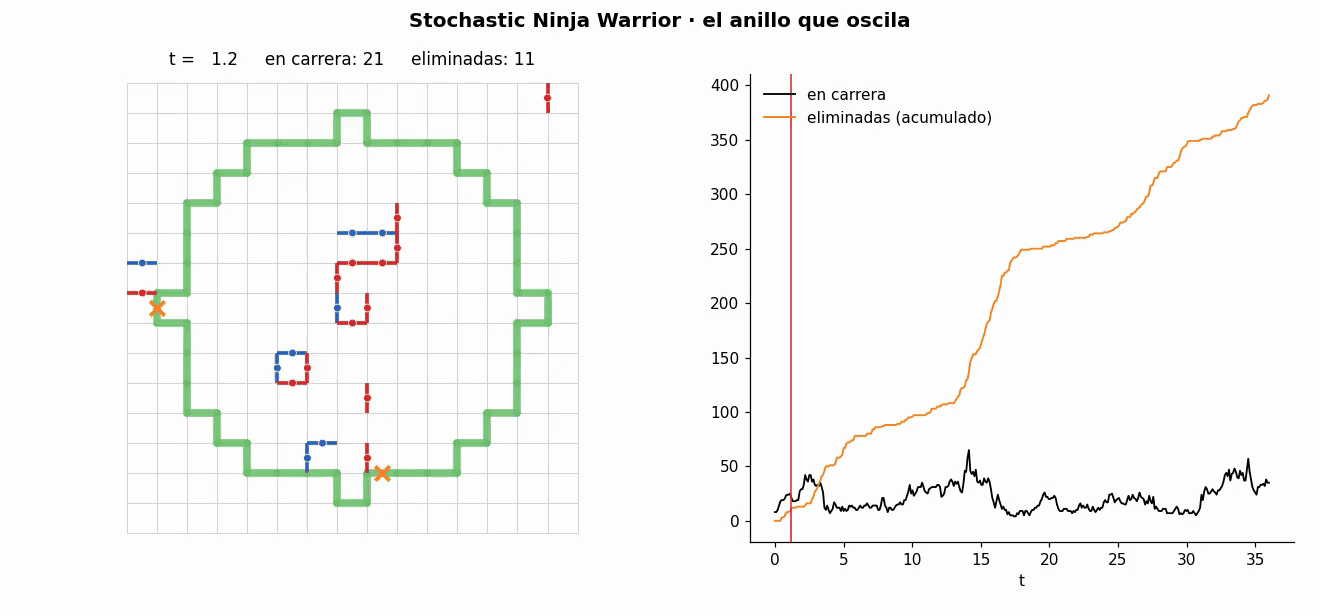 Stochastic Ninja Warrior · el anillo que oscila
t = 1.2 en carrera: 21 eliminadas: 11
en carrera
eliminadas (acumulado)
400
350
300
250
200
150
100
50
0
0 5 10 15 20 25 30 35
t